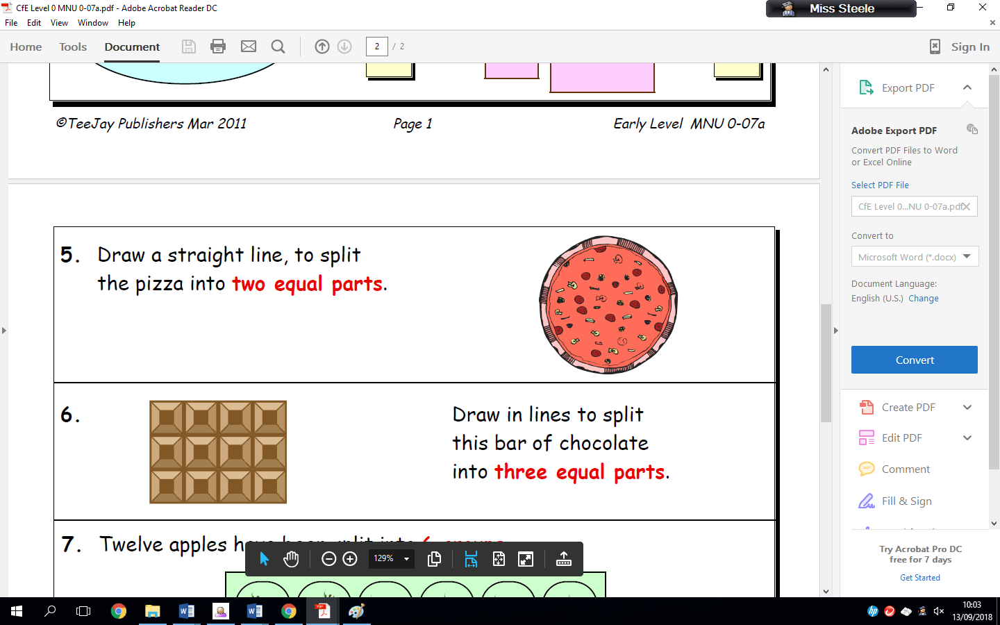 CfE Level 0 MNU 0-07a.pdf - Adobe Acrobat Reader DC
Miss Steele
File Edit View Window Help
Home Tools Document 2 / 2 Sign In
©TeeJay Publishers Mar 2011 Page 1 Early Level MNU 0-07a
5. Draw a straight line, to split
the pizza into two equal parts.
6. Draw in lines to split
this bar of chocolate
into three equal parts.
7. Twelve apples
129%
Export PDF
Adobe Export PDF
Convert PDF Files to Word
or Excel Online
Select PDF File
CfE Level 0...NU 0-07a.pdf
Convert to
Microsoft Word (*.docx)
Document Language:
English (U.S.) Change
Convert
Create PDF
Edit PDF
Comment
Fill & Sign
Try Acrobat Pro DC
free for 7 days
Get Started
10:03
13/09/2018